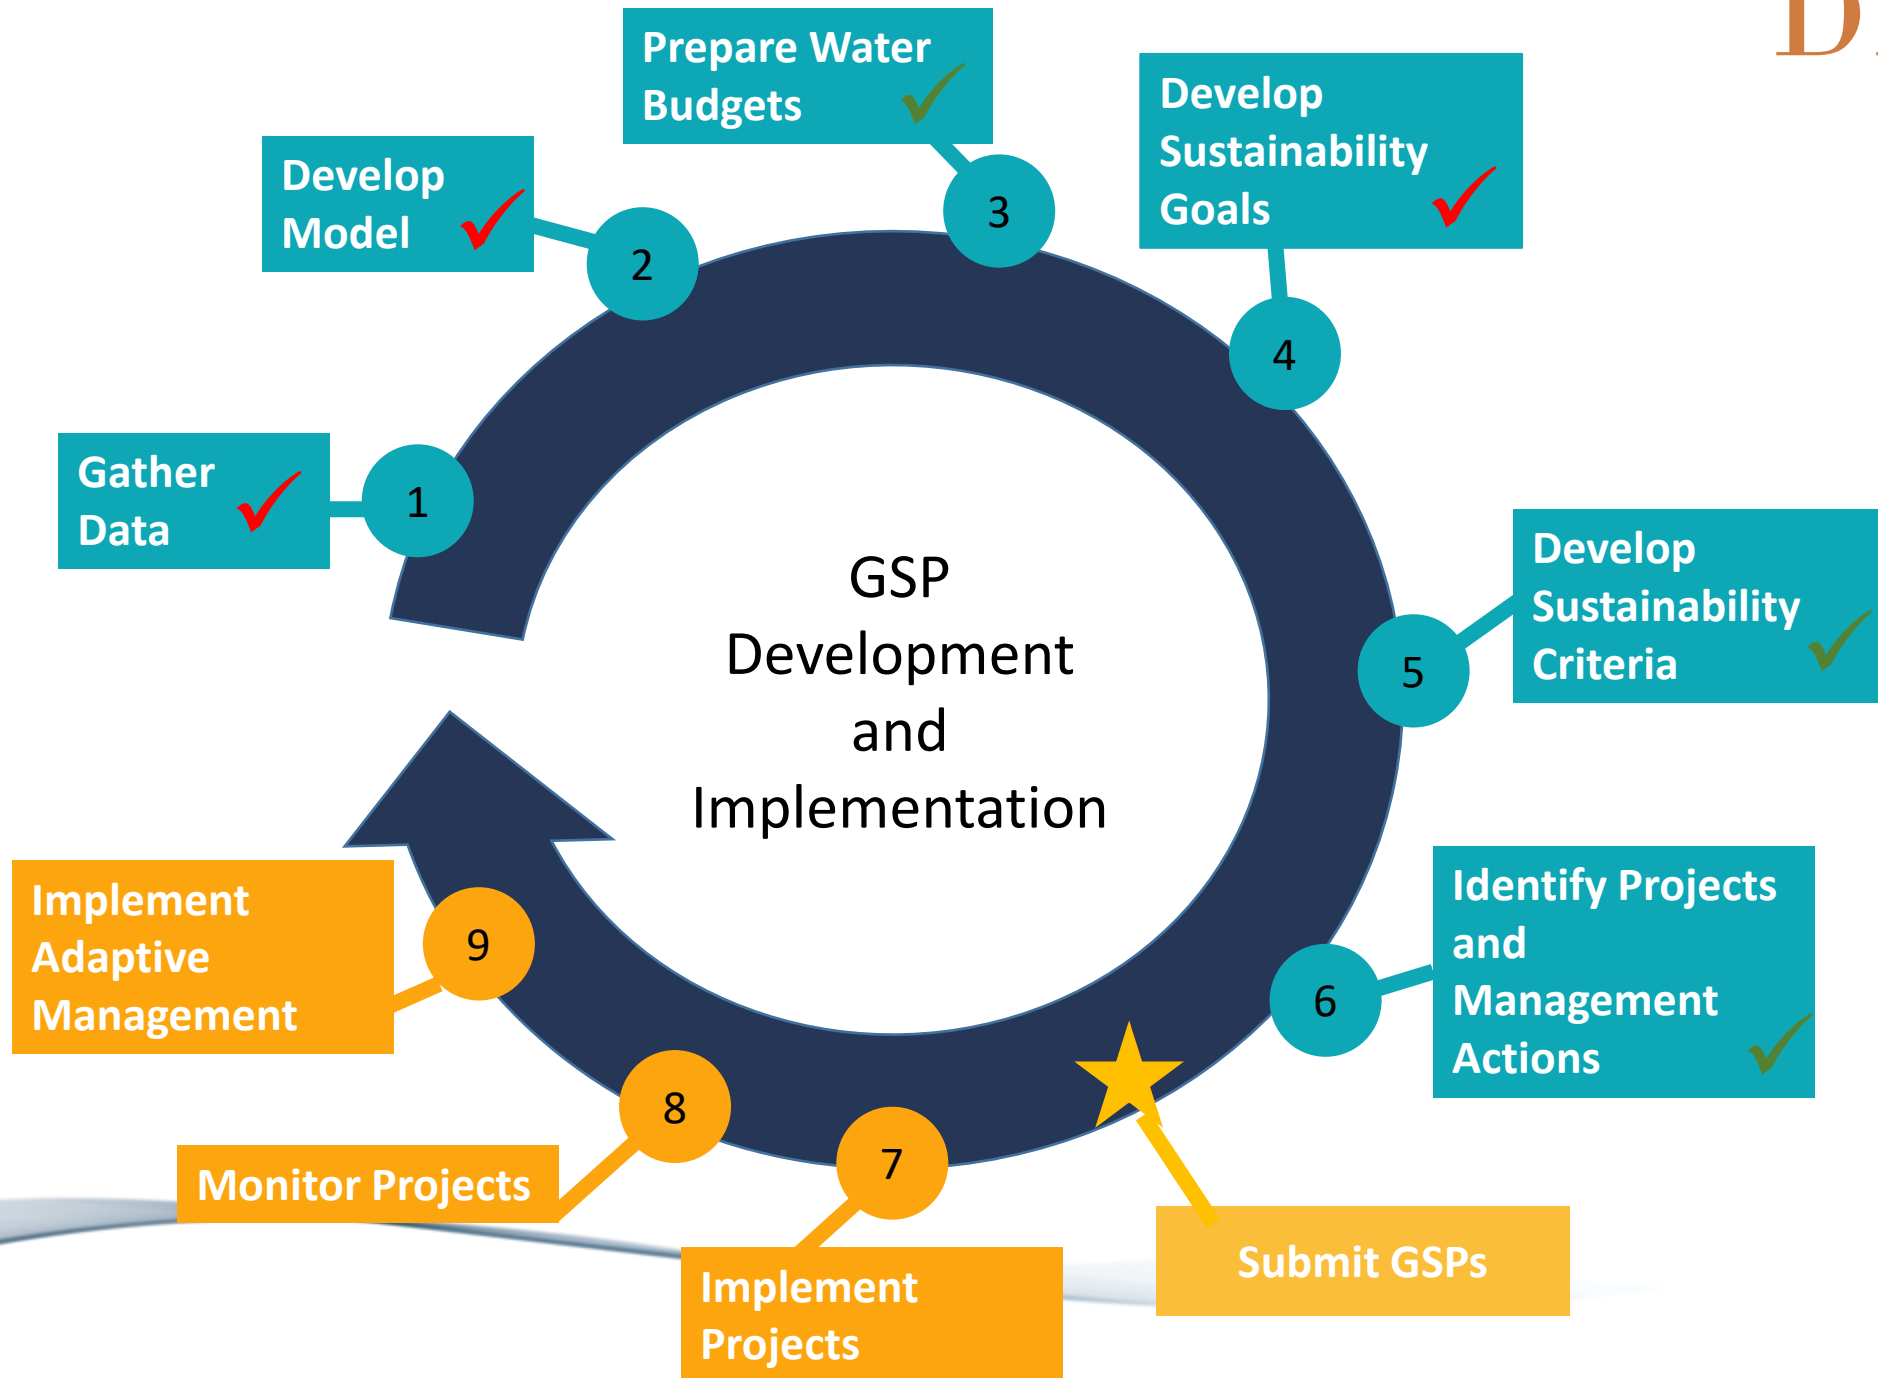 Prepare Water
Budgets
Develop
Sustainability
Goals
Develop
Model
3
2
4
Gather
Data
1
GSP
Development
and
Implementation
Develop
Sustainability
Criteria
5
Identify Projects
and
Management
Actions
6
Implement
Adaptive
Management
9
8
7
Monitor Projects
Submit GSPs
Implement
Projects